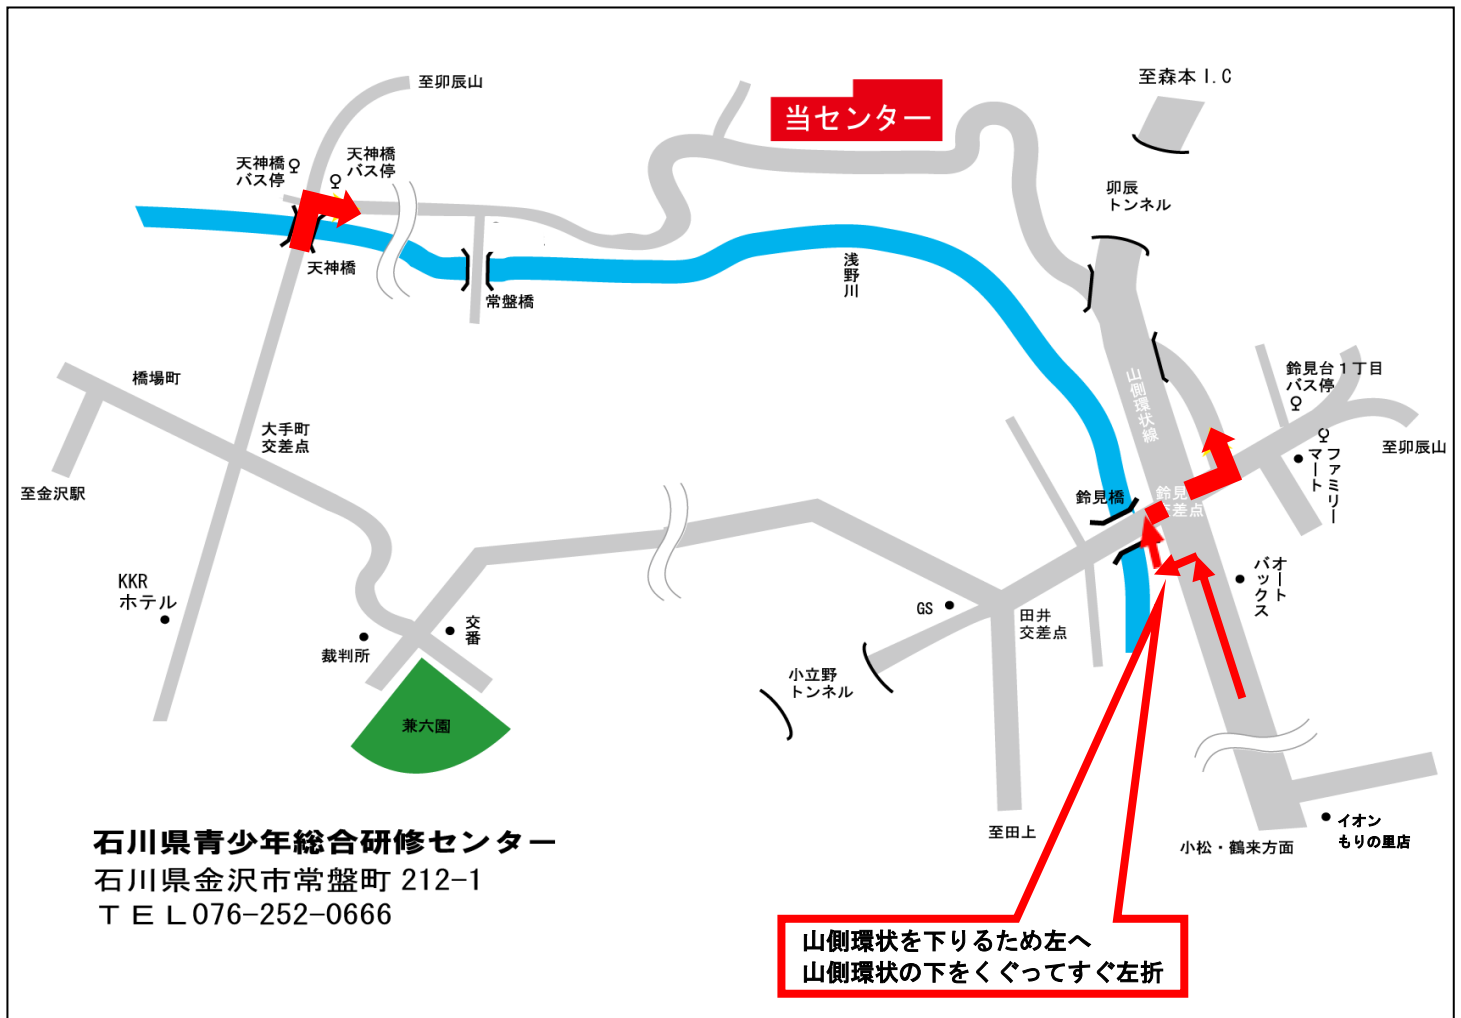 至卯辰山
至森本 I.C
当センター
天神橋
バス停
天神橋
バス停
卯辰
トンネル
天神橋
常盤橋
浅野川
山側環状線
橋場町
大手町
交差点
至金沢駅
鈴見台1丁目
バス停
至卯辰山
ファミリー
マート
鈴見橋
鈴見
交差点
オート
バックス
KKR
ホテル
裁判所
交番
GS
田井
交差点
小立野
トンネル
兼六園
至田上
小松・鶴来方面
イオン
もりの里店
石川県青少年総合研修センター
石川県金沢市常盤町 212-1
ＴＥＬ076-252-0666
山側環状を下りるため左へ
山側環状の下をくぐってすぐ左折